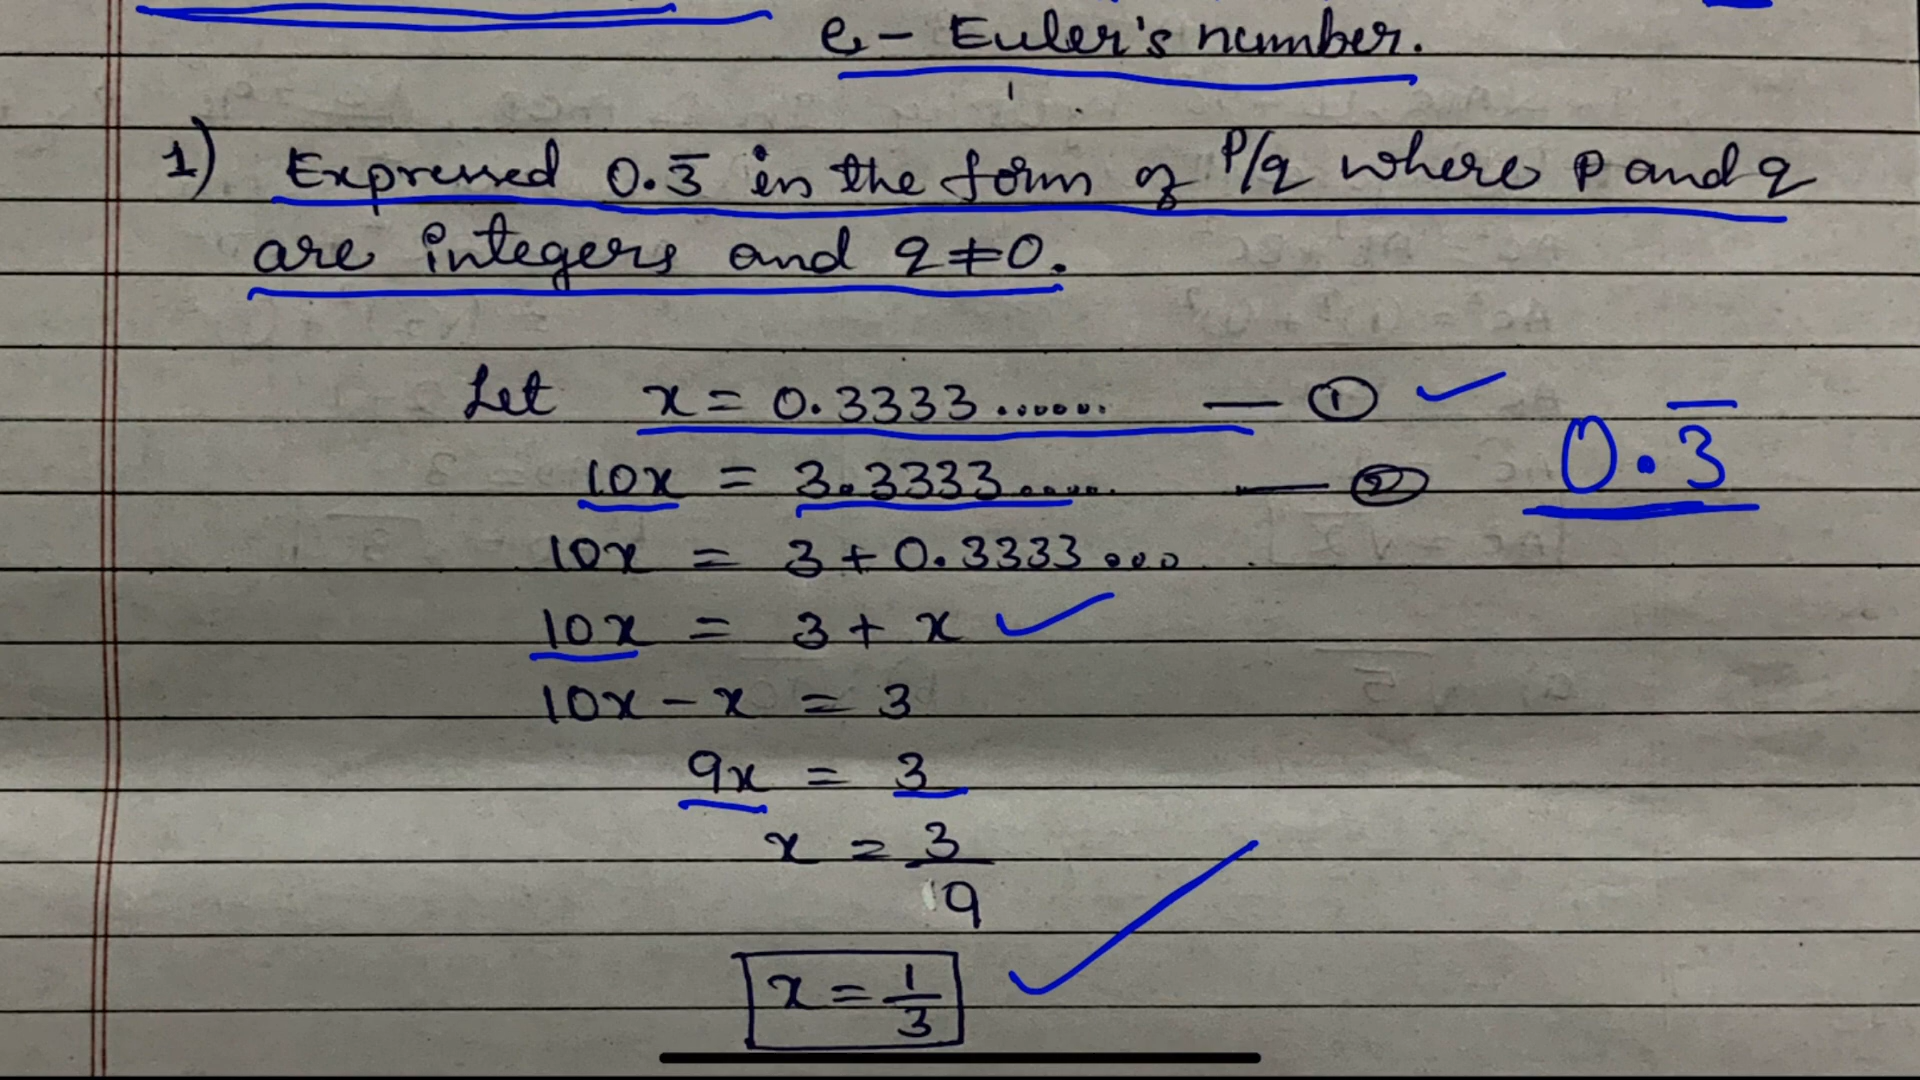 e - Euler's number.
1) Expressed 0.3̅ in the form of P/q where p and q
are integers and q ≠ 0.
Let x = 0.3333....... — ①
10x = 3.3333..... — ②
0.3̅
10x = 3 + 0.3333...
10x = 3 + x
10x - x = 3
9x = 3
x = 3/9
x = 1/3